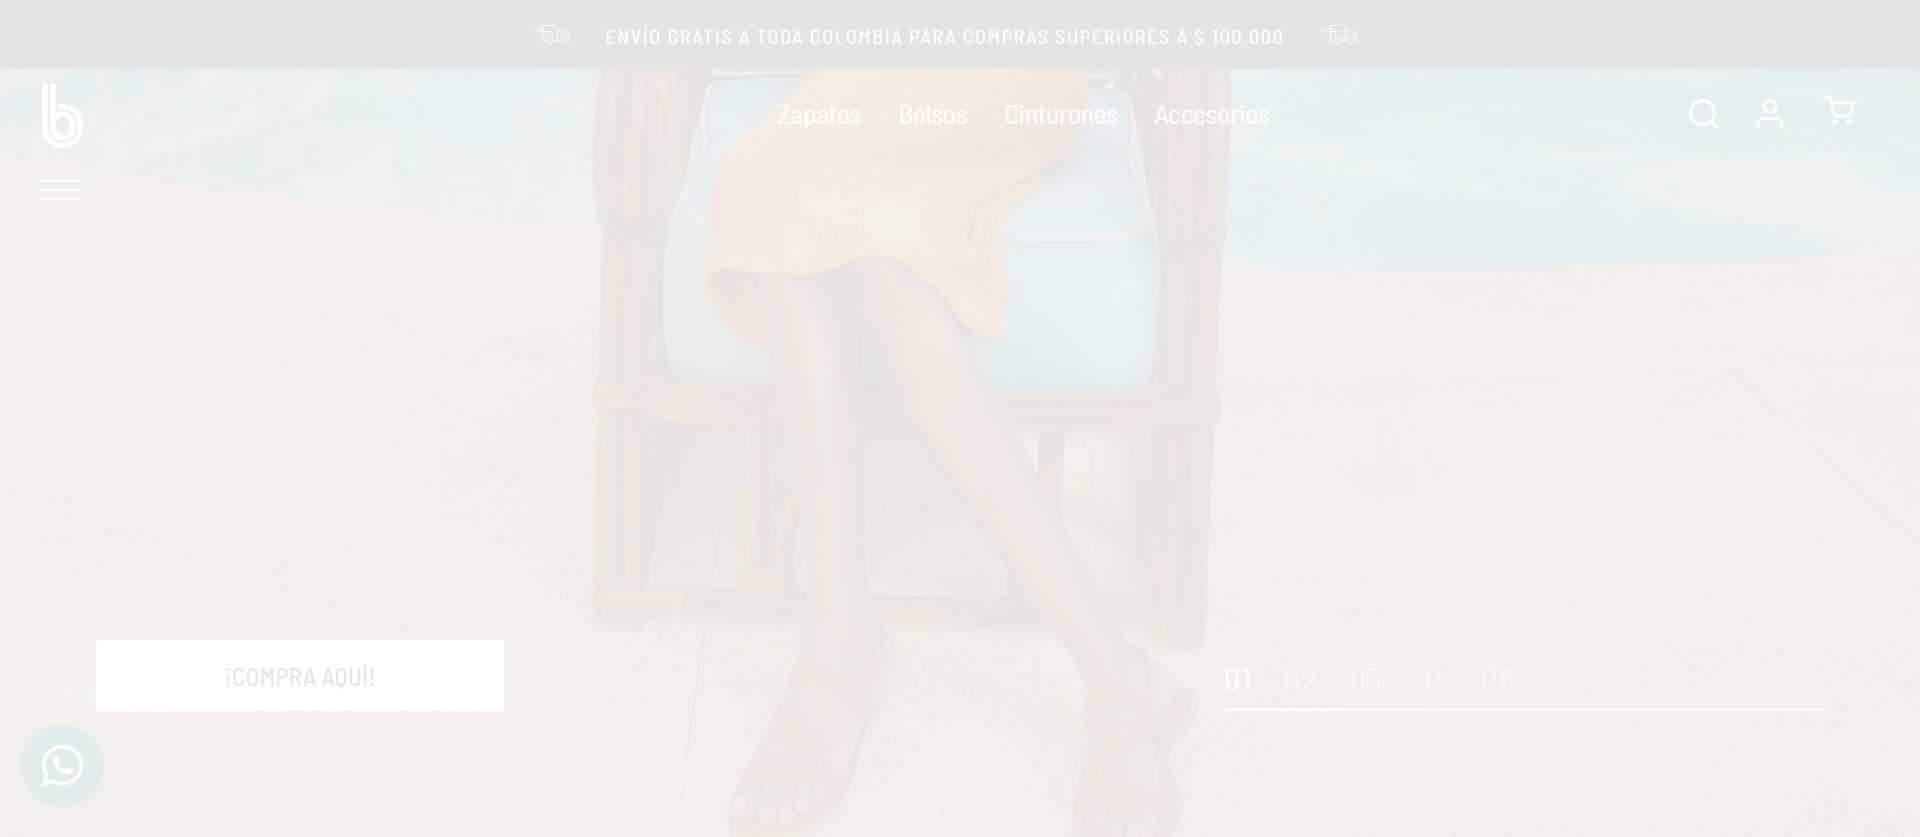 ENVÍO GRATIS A TODA COLOMBIA PARA COMPRAS SUPERIORES A $ 100.000
b
Zapatos Bolsos Cinturones Accesorios
¡COMPRA AQUÍ!
01 02 03 04 05